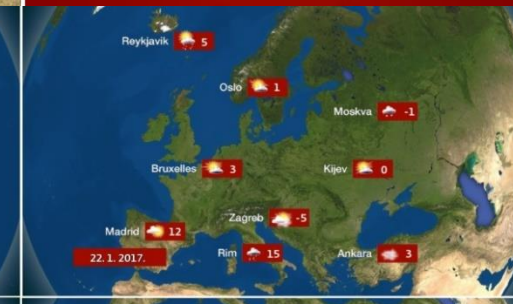 Reykjavik 5
Oslo 1
Moskva -1
Bruxelles 3
Kijev 0
Zagreb -5
Madrid 12
Rim 15
Ankara 3
22. 1. 2017.